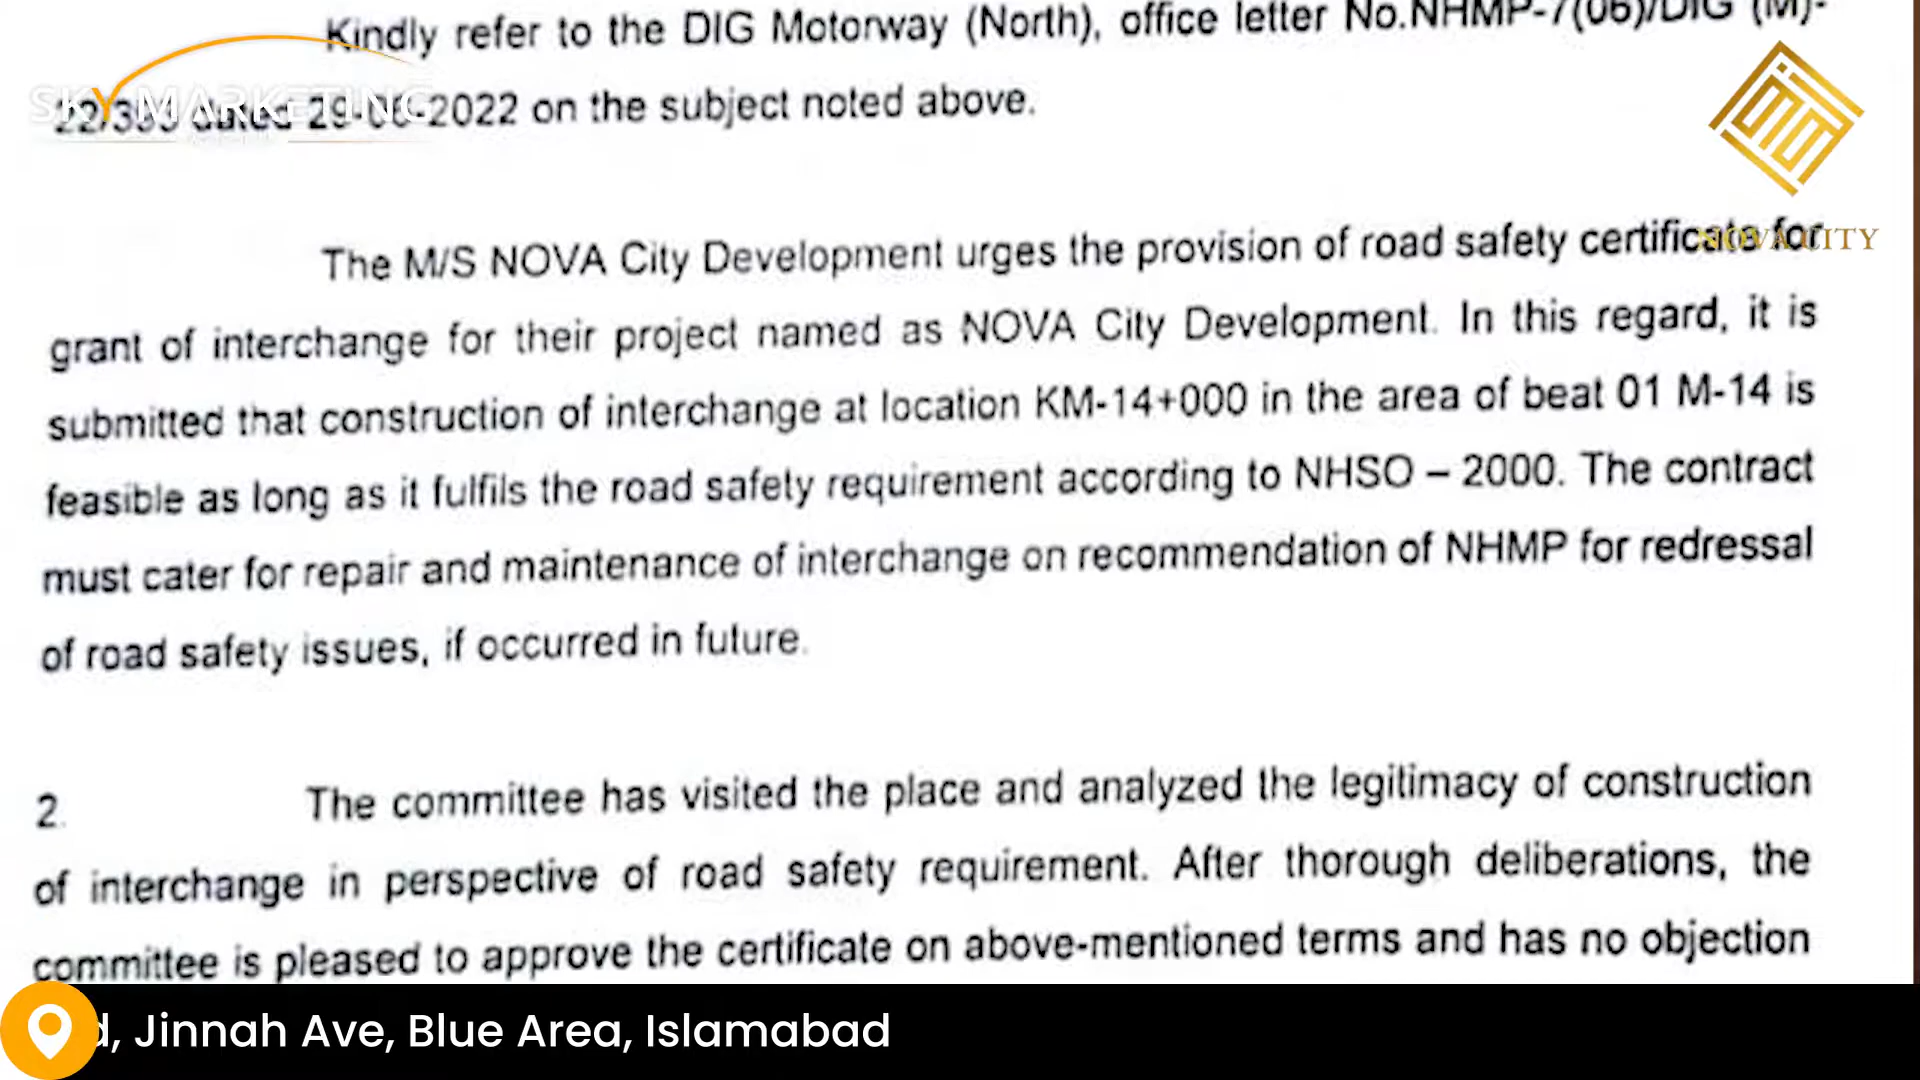 Kindly refer to the DIG Motorway (North), office letter No.NHMP-7(06)/DIG (M)-
SKY MARKETING
22/355 dated 29-08-2022 on the subject noted above.
NOVA CITY
The M/S NOVA City Development urges the provision of road safety certificate for
grant of interchange for their project named as NOVA City Development. In this regard, it is
submitted that construction of interchange at location KM-14+000 in the area of beat 01 M-14 is
feasible as long as it fulfils the road safety requirement according to NHSO – 2000. The contract
must cater for repair and maintenance of interchange on recommendation of NHMP for redressal
of road safety issues, if occurred in future.
2. The committee has visited the place and analyzed the legitimacy of construction
of interchange in perspective of road safety requirement. After thorough deliberations, the
committee is pleased to approve the certificate on above-mentioned terms and has no objection
d, Jinnah Ave, Blue Area, Islamabad